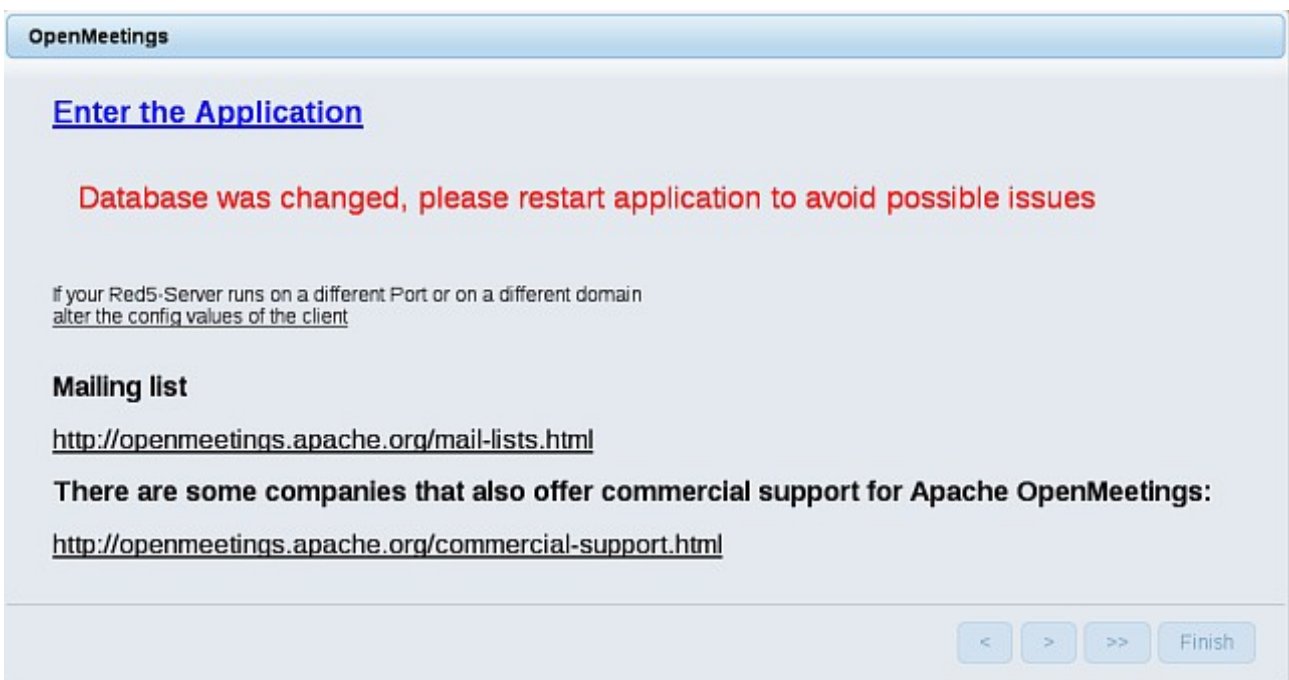 OpenMeetings
Enter the Application
Database was changed, please restart application to avoid possible issues
If your Red5-Server runs on a different Port or on a different domain
alter the config values of the client
Mailing list
http://openmeetings.apache.org/mail-lists.html
There are some companies that also offer commercial support for Apache OpenMeetings:
http://openmeetings.apache.org/commercial-support.html
< > >> Finish